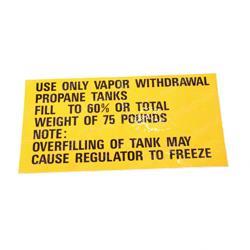 USE ONLY VAPOR WITHDRAWAL
PROPANE TANKS
FILL TO 60% OR TOTAL
WEIGHT OF 75 POUNDS
NOTE:
OVERFILLING OF TANK MAY
CAUSE REGULATOR TO FREEZE